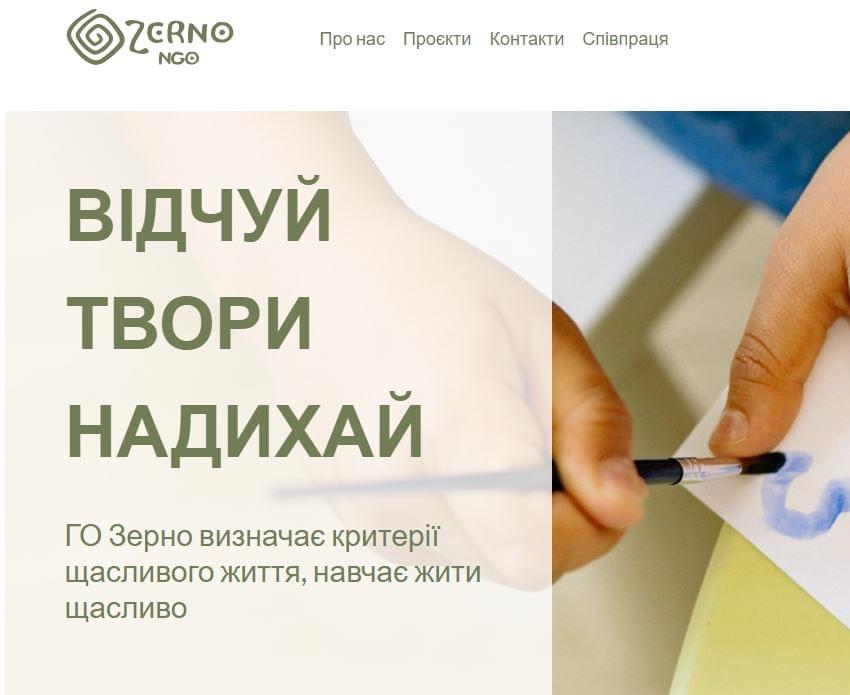 ZERNO
NGO
Про нас Проєкти Контакти Співпраця
ВІДЧУЙ
ТВОРИ
НАДИХАЙ
ГО Зерно визначає критерії
щасливого життя, навчає жити
щасливо